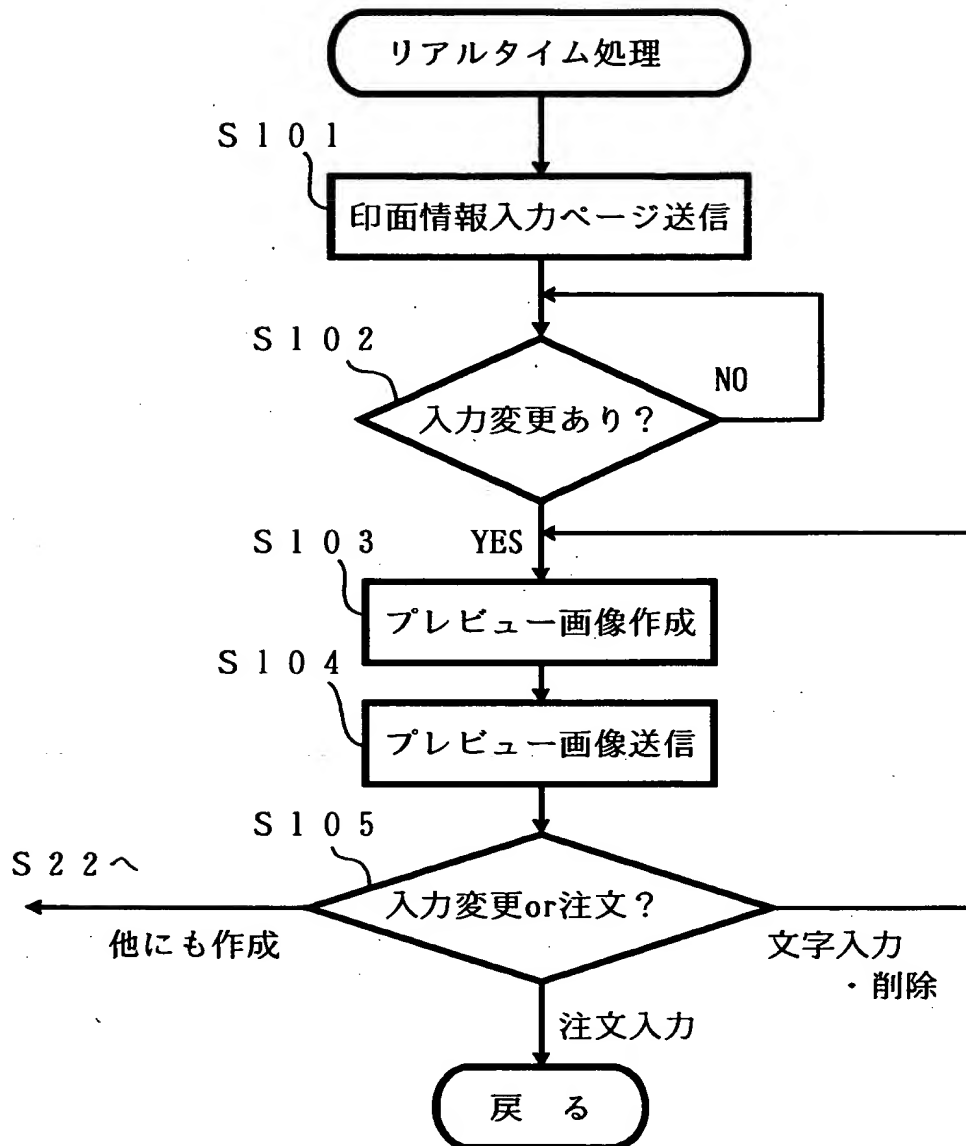 リアルタイム処理
S101
印面情報入力ページ送信
S102
入力変更あり?
NO
YES
S103
プレビュー画像作成
S104
プレビュー画像送信
S105
入力変更or注文?
S22へ
他にも作成
文字入力
・削除
注文入力
戻る